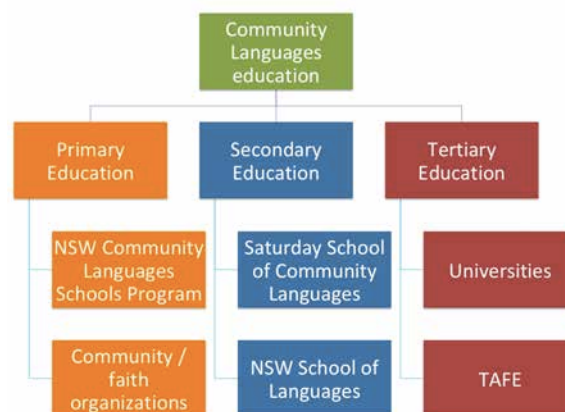 Community
Languages
education
Primary
Education
Secondary
Education
Tertiary
Education
NSW Community
Languages
Schools Program
Saturday School
of Community
Languages
Universities
Community /
faith
organizations
NSW School of
Languages
TAFE